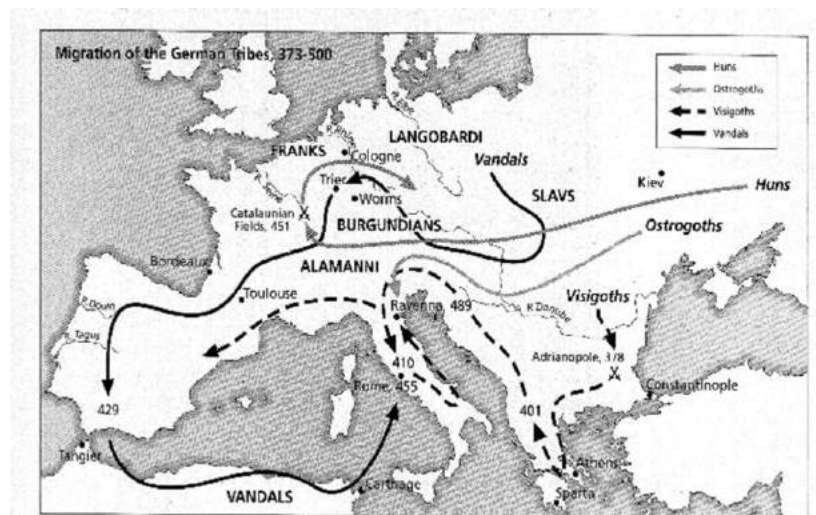 Migration of the German Tribes, 373-500
Huns
Ostrogoths
Visigoths
Vandals
LANGOBARDI
FRANKS
Cologne
Vandals
Kiev
Trier
SLAVS
Huns
Worms
Catalaunian
Fields, 451
BURGUNDIANS
Ostrogoths
Bordeaux
ALAMANNI
Toulouse
Visigoths
Ravenna, 489
R. Danube
R. Tagus
Adrianopole, 378
410
Rome, 455
Constantinople
429
401
Tangier
Athens
VANDALS
Carthage
Sparta